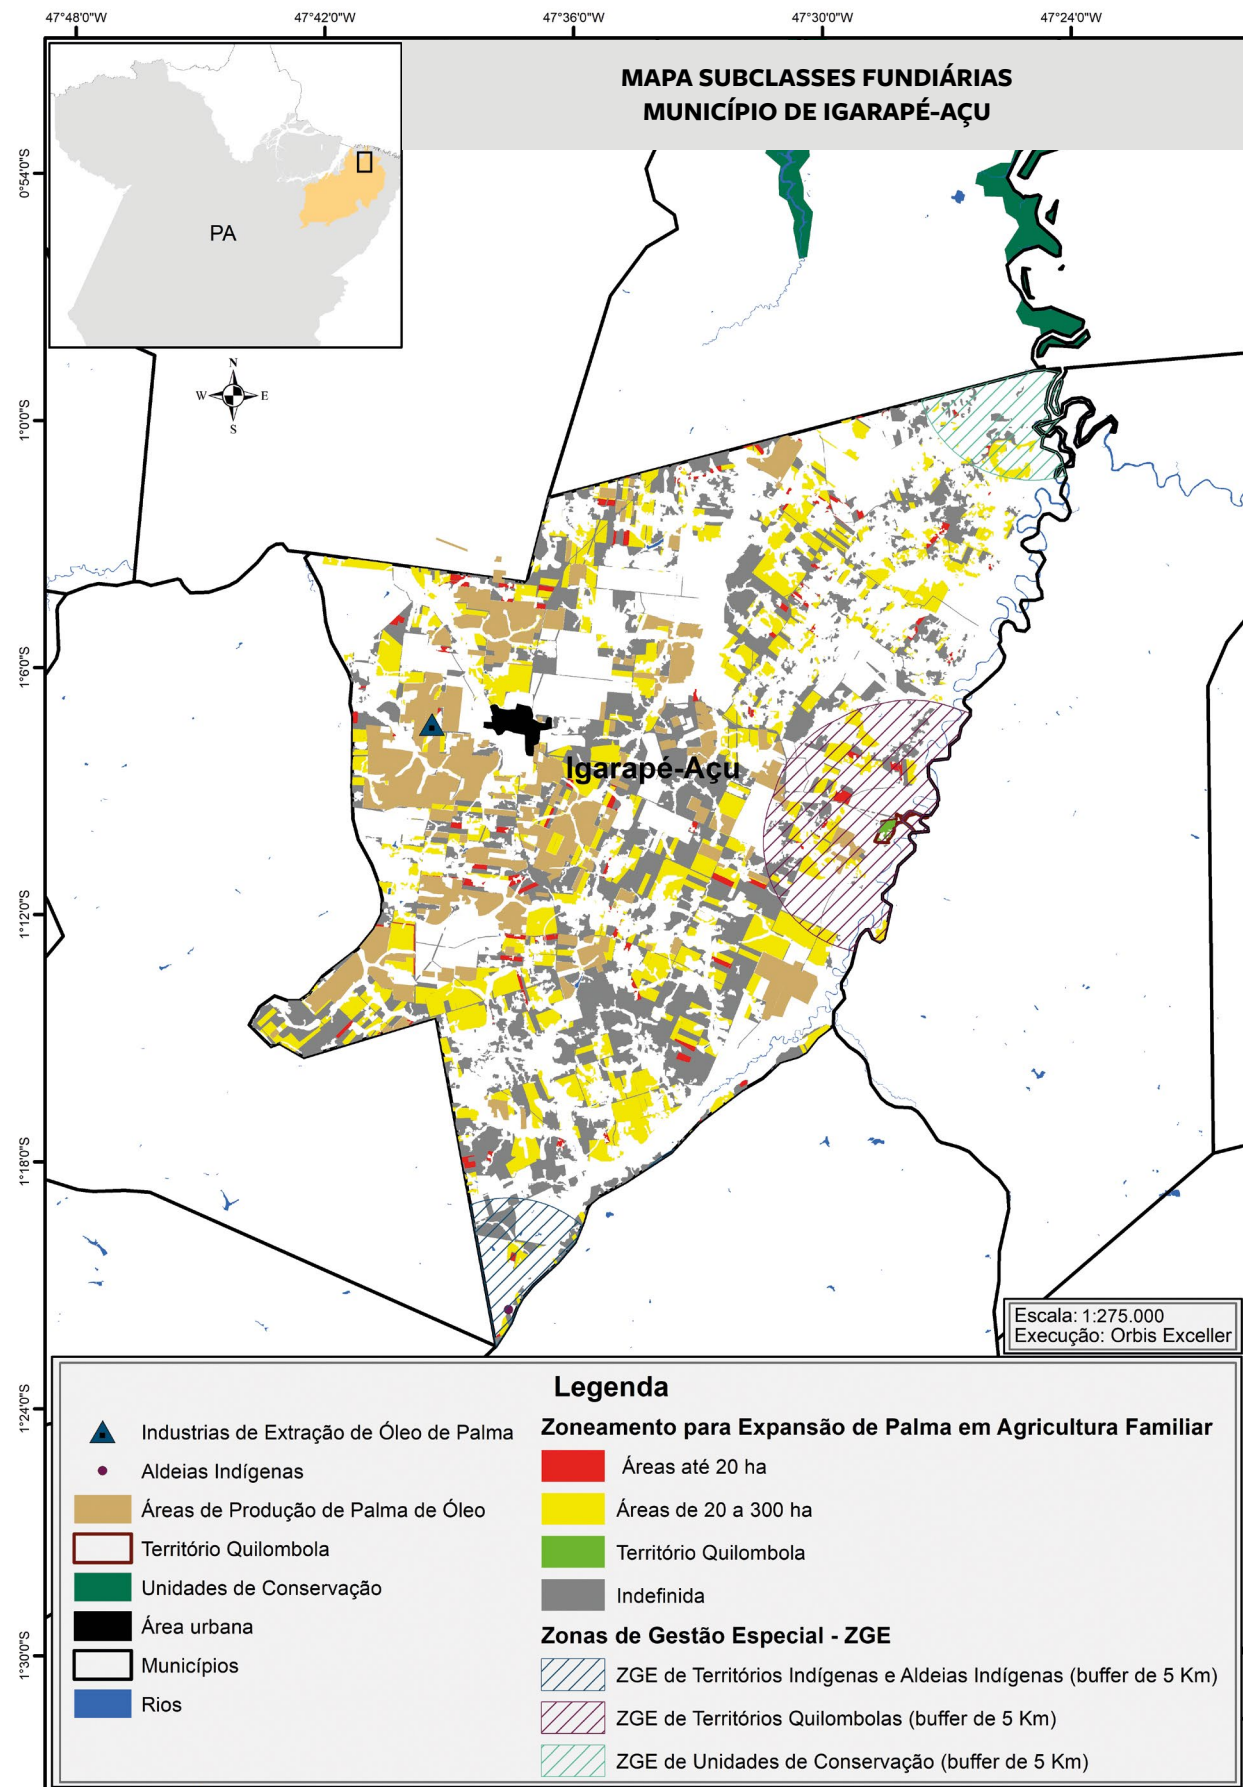 47°48'0"W
47°42'0"W
47°36'0"W
47°30'0"W
47°24'0"W
MAPA SUBCLASSES FUNDIÁRIAS
MUNICÍPIO DE IGARAPÉ-AÇU
PA
N
W
E
S
0°54'0"S
1°0'0"S
1°6'0"S
1°12'0"S
1°18'0"S
1°24'0"S
1°30'0"S
Igarapé-Açu
Escala: 1:275.000
Execução: Orbis Exceller
Legenda
Industrias de Extração de Óleo de Palma
Aldeias Indígenas
Áreas de Produção de Palma de Óleo
Território Quilombola
Unidades de Conservação
Área urbana
Municípios
Rios
Zoneamento para Expansão de Palma em Agricultura Familiar
Áreas até 20 ha
Áreas de 20 a 300 ha
Território Quilombola
Indefinida
Zonas de Gestão Especial - ZGE
ZGE de Territórios Indígenas e Aldeias Indígenas (buffer de 5 Km)
ZGE de Territórios Quilombolas (buffer de 5 Km)
ZGE de Unidades de Conservação (buffer de 5 Km)